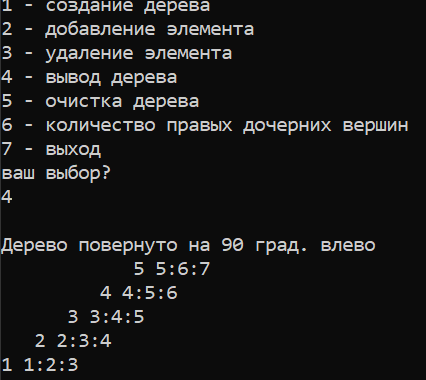 1 - создание дерева
2 - добавление элемента
3 - удаление элемента
4 - вывод дерева
5 - очистка дерева
6 - количество правых дочерних вершин
7 - выход
ваш выбор?
4
Дерево повернуто на 90 град. влево
5 5:6:7
4 4:5:6
3 3:4:5
2 2:3:4
1 1:2:3